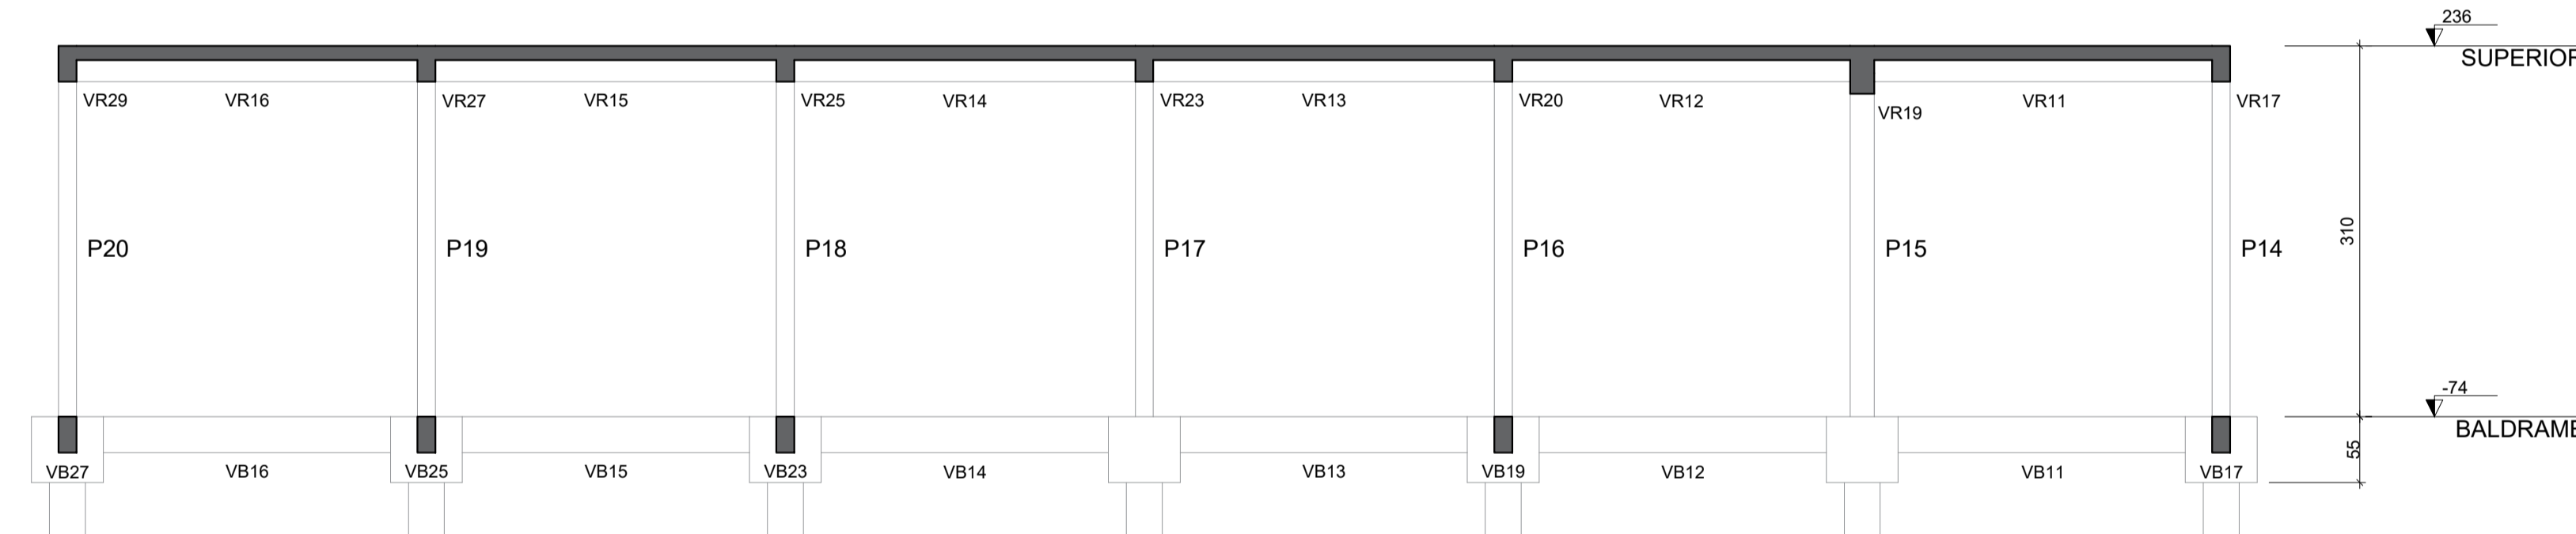 236
SUPERIOR
VR29 VR16 VR27 VR15 VR25 VR14 VR23 VR13 VR20 VR12 VR19 VR11 VR17
P20 P19 P18 P17 P16 P15 P14
310
-74
BALDRAME
55
VB27 VB16 VB25 VB15 VB23 VB14 VB13 VB19 VB12 VB11 VB17